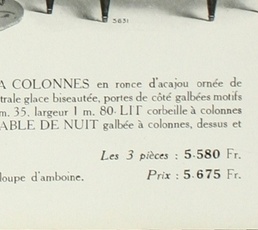 5831
A COLONNES en ronce d'acajou ornée de
trale glace biseautée, portes de côté galbées motifs
m. 35, largeur 1 m. 80. LIT corbeille à colonnes
ABLE DE NUIT galbée à colonnes, dessus et
Les 3 pièces : 5.580 Fr.
loupe d'amboine. Prix : 5.675 Fr.